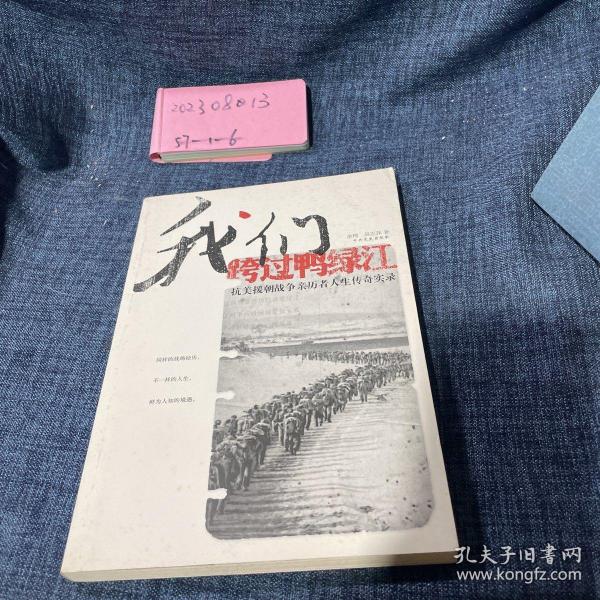 20230813
57-1-6
我们
跨过鸭绿江
抗美援朝战争亲历者人生传奇实录
同样的战场经历，
不一样的人生，
鲜为人知的境遇。
孔夫子旧书网
www.kongfz.com